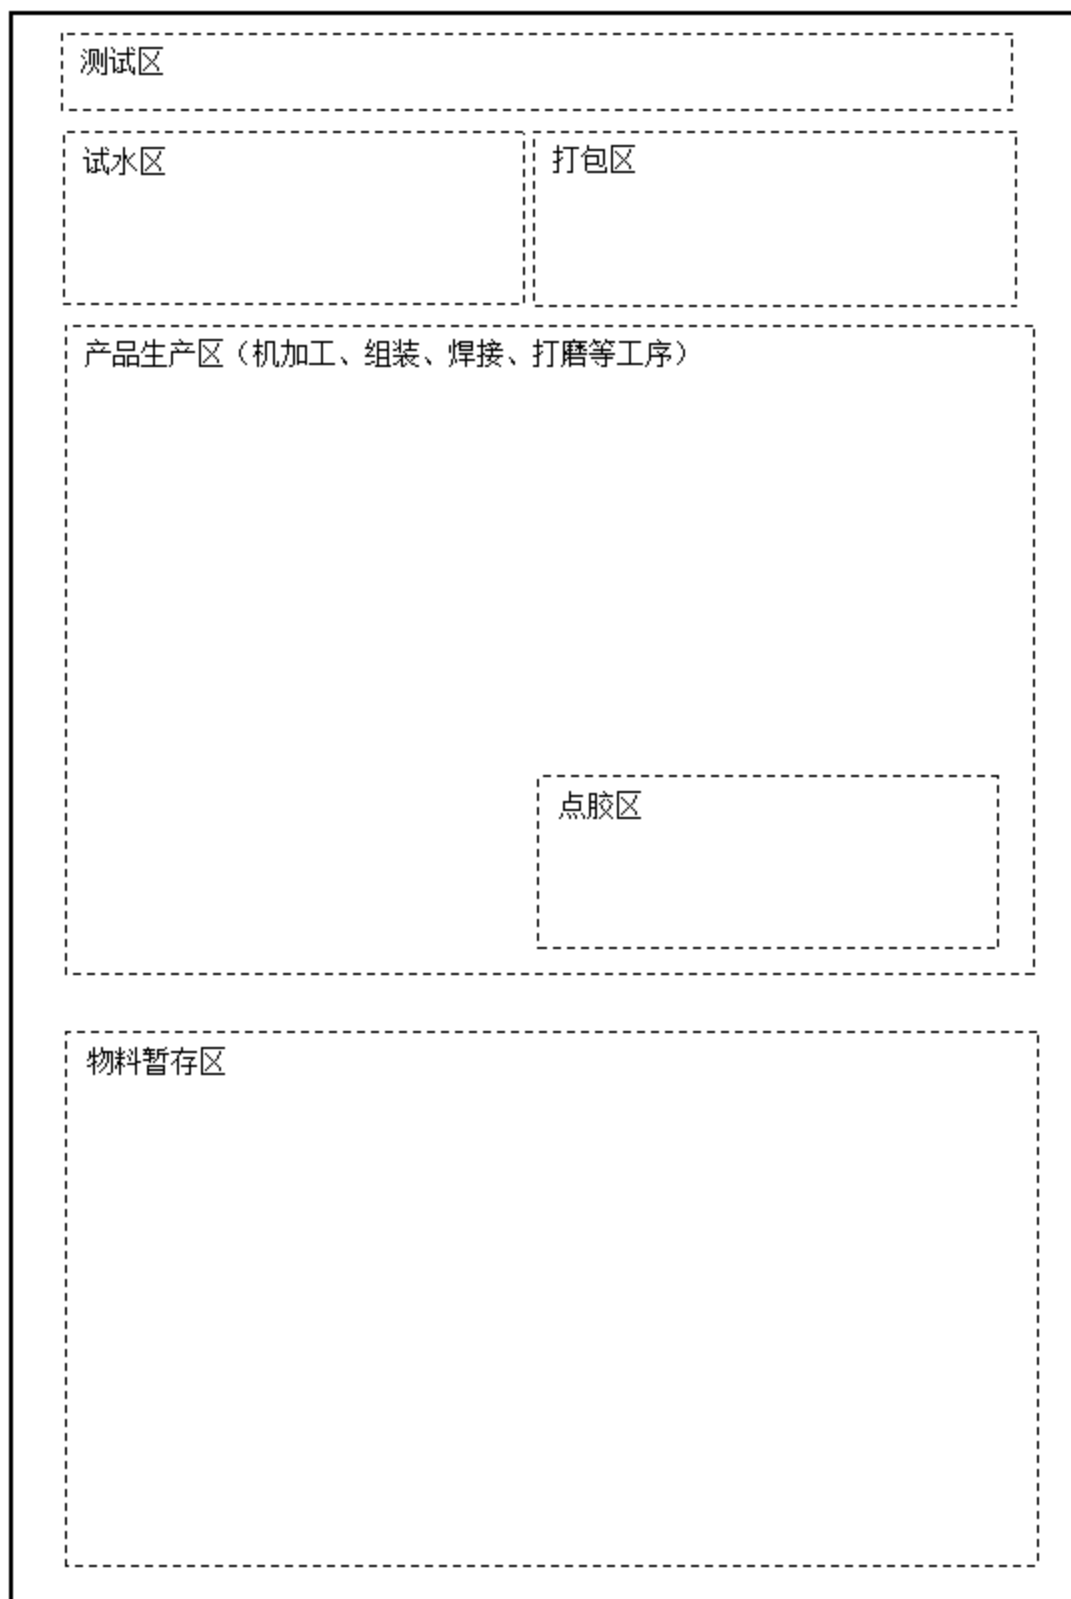 测试区
试水区
打包区
产品生产区（机加工、组装、焊接、打磨等工序）
点胶区
物料暂存区